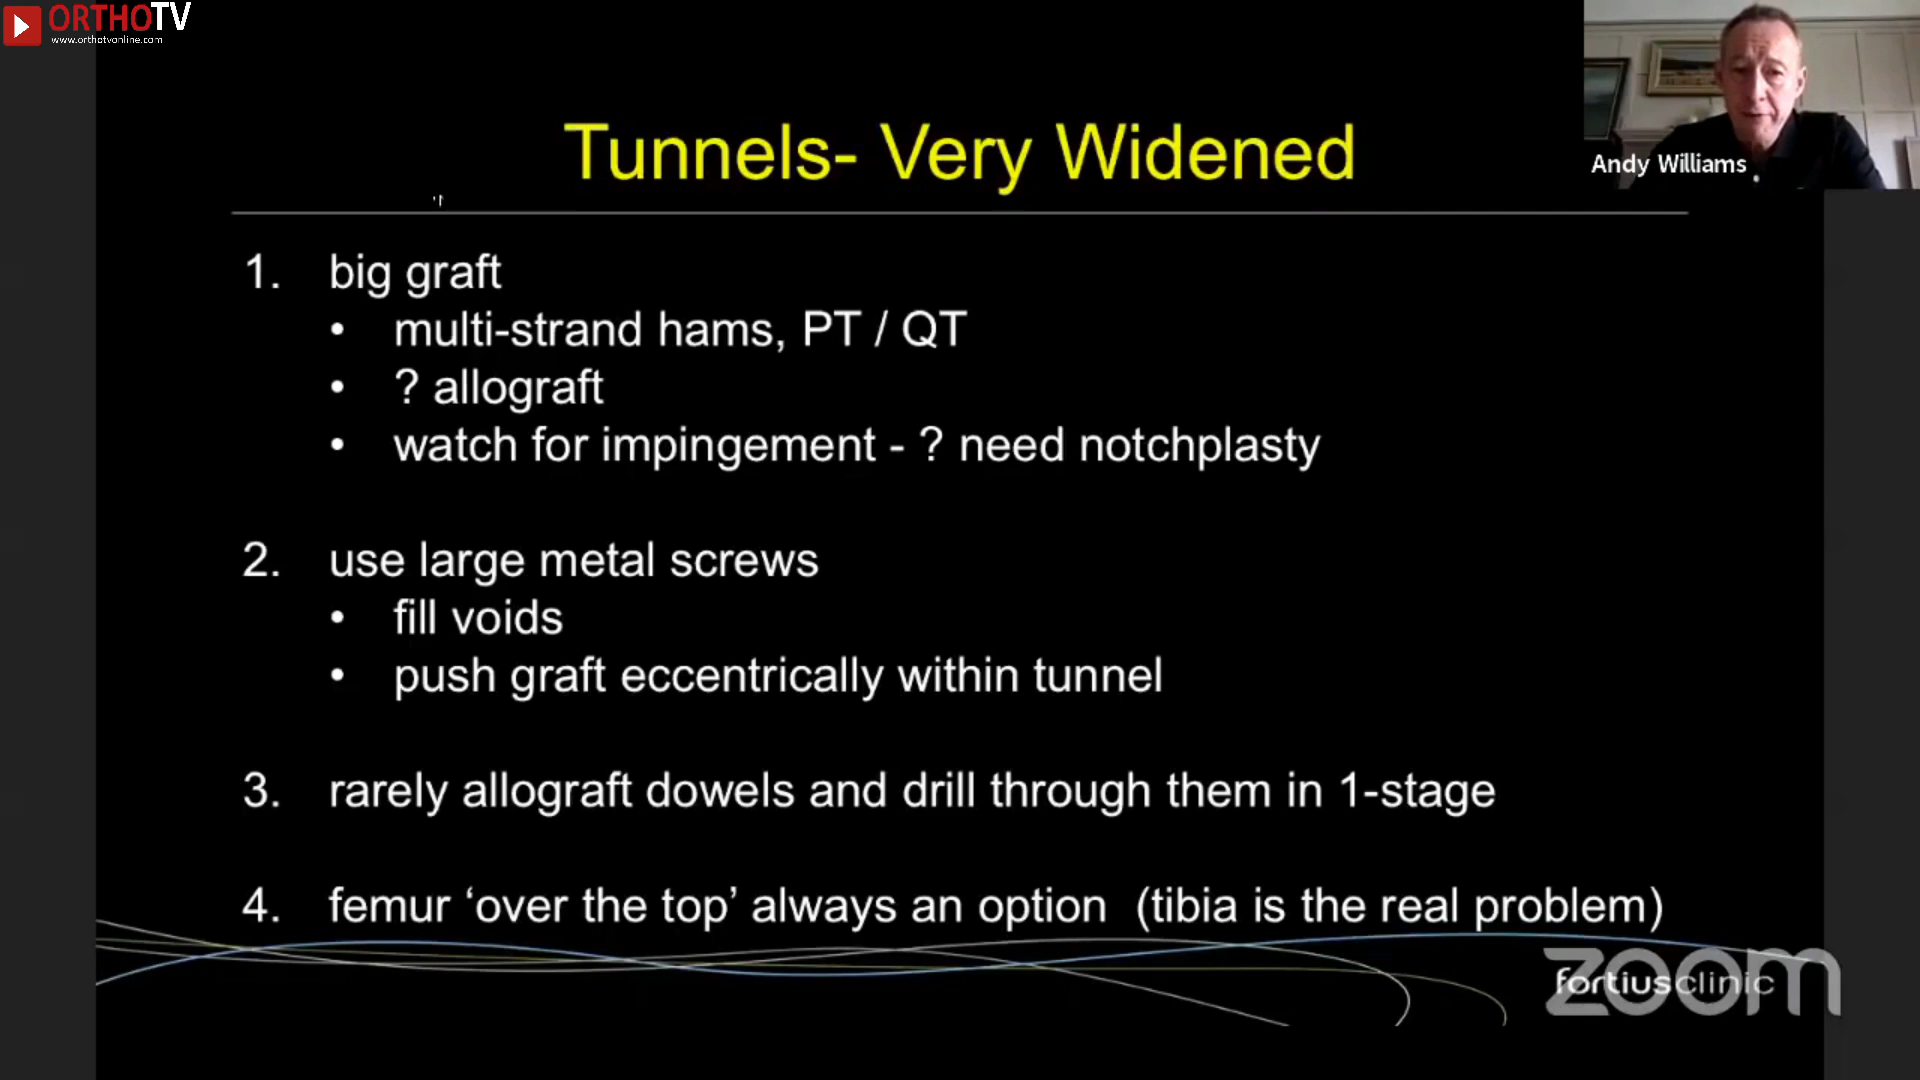 ORTHOTV
www.orthotvonline.com
Andy Williams
Tunnels- Very Widened
1. big graft
• multi-strand hams, PT / QT
• ? allograft
• watch for impingement - ? need notchplasty
2. use large metal screws
• fill voids
• push graft eccentrically within tunnel
3. rarely allograft dowels and drill through them in 1-stage
4. femur ‘over the top’ always an option (tibia is the real problem)
fortiusclinic
zoom